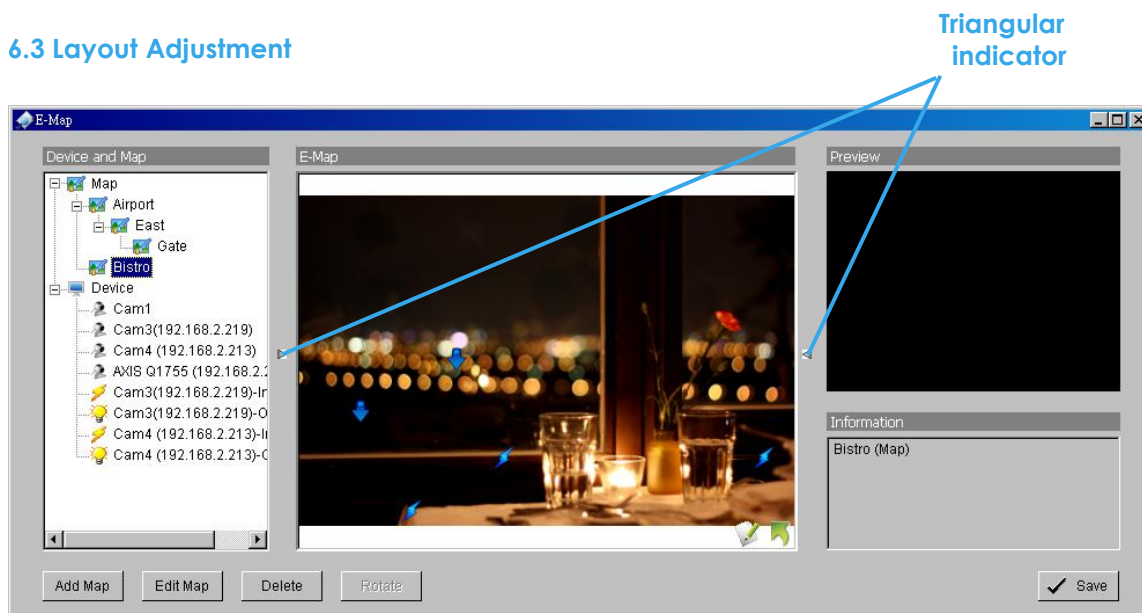 6.3 Layout Adjustment
Triangular
indicator
E-Map
Device and Map
Map
Airport
East
Gate
Bistro
Device
Cam1
Cam3(192.168.2.219)
Cam4 (192.168.2.213)
AXIS Q1755 (192.168.2.2
Cam3(192.168.2.219)-In
Cam3(192.168.2.219)-O
Cam4 (192.168.2.213)-In
Cam4 (192.168.2.213)-O
E-Map
Preview
Information
Bistro (Map)
Add Map
Edit Map
Delete
Rotate
Save